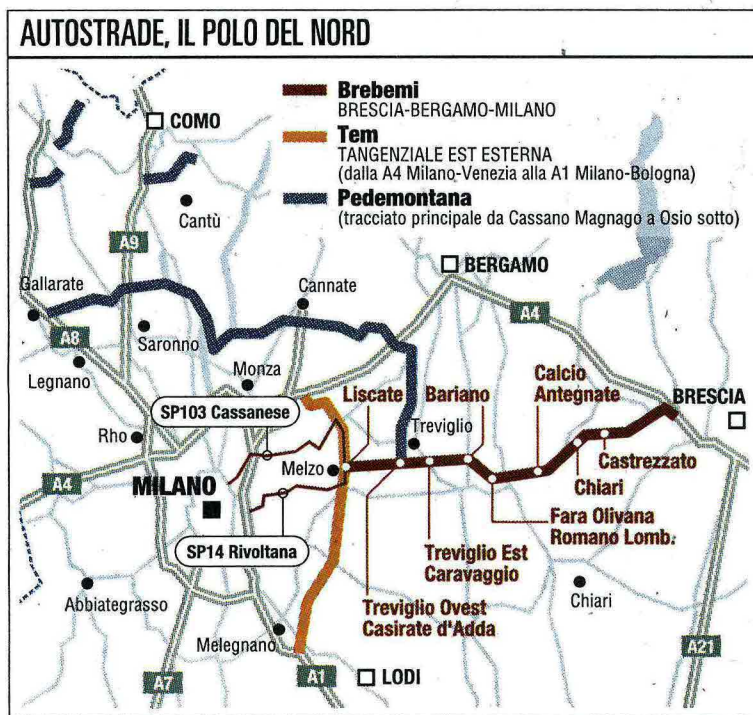 AUTOSTRADE, IL POLO DEL NORD
Brebemi
BRESCIA-BERGAMO-MILANO
Tem
TANGENZIALE EST ESTERNA
(dalla A4 Milano-Venezia alla A1 Milano-Bologna)
Pedemontana
(tracciato principale da Cassano Magnago a Osio sotto)
COMO
Cantù
A9
BERGAMO
Gallarate
Cannate
A4
A8
Saronno
Legnano
Monza
Liscate
Bariano
Calcio
Antegnate
BRESCIA
SP103 Cassanese
Rho
Treviglio
Melzo
Castrezzato
A4
MILANO
Chiari
Fara Olivana
Romano Lomb.
SP14 Rivoltana
Treviglio Est
Caravaggio
Abbiategrasso
Chiari
Treviglio Ovest
Casirate d'Adda
Melegnano
A21
A7
A1
LODI